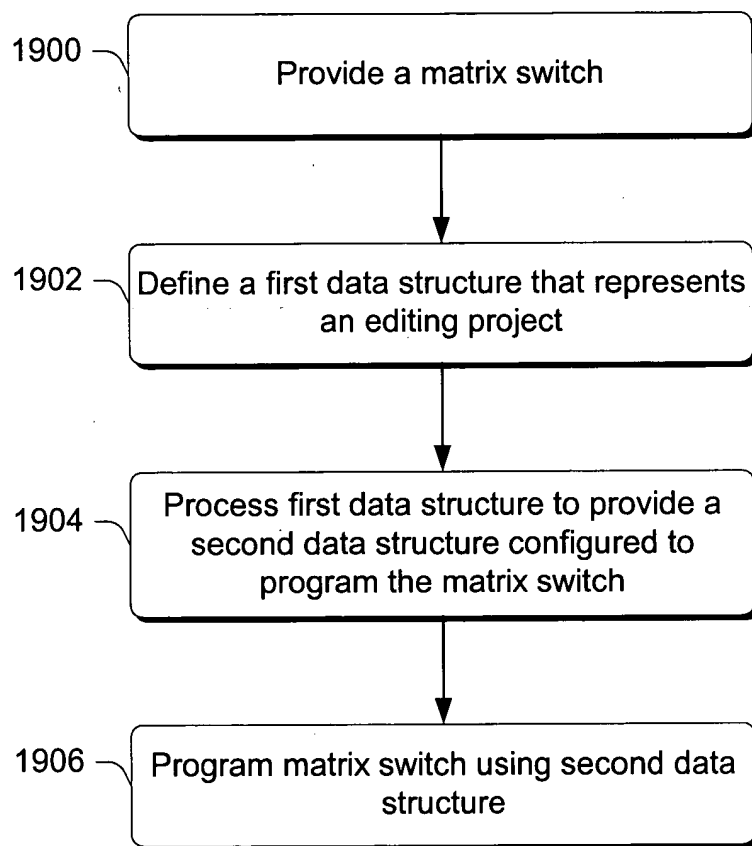 1900
Provide a matrix switch
1902
Define a first data structure that represents
an editing project
1904
Process first data structure to provide a
second data structure configured to
program the matrix switch
1906
Program matrix switch using second data
structure